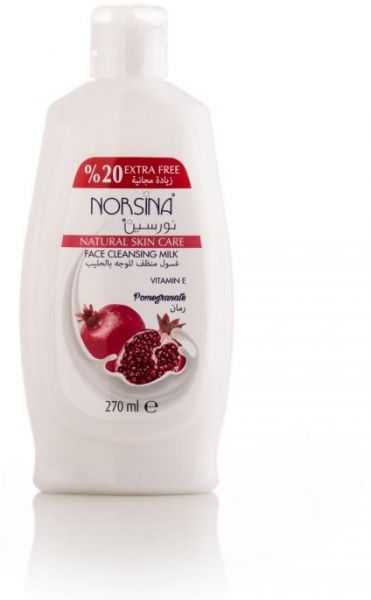 %20 EXTRA FREE
زيادة مجانية
NORSINA®
نورسين®
NATURAL SKIN CARE
FACE CLEANSING MILK
غسول منظف للوجه بالحليب
VITAMIN E
Pomegranate
رمان
270 ml ℮